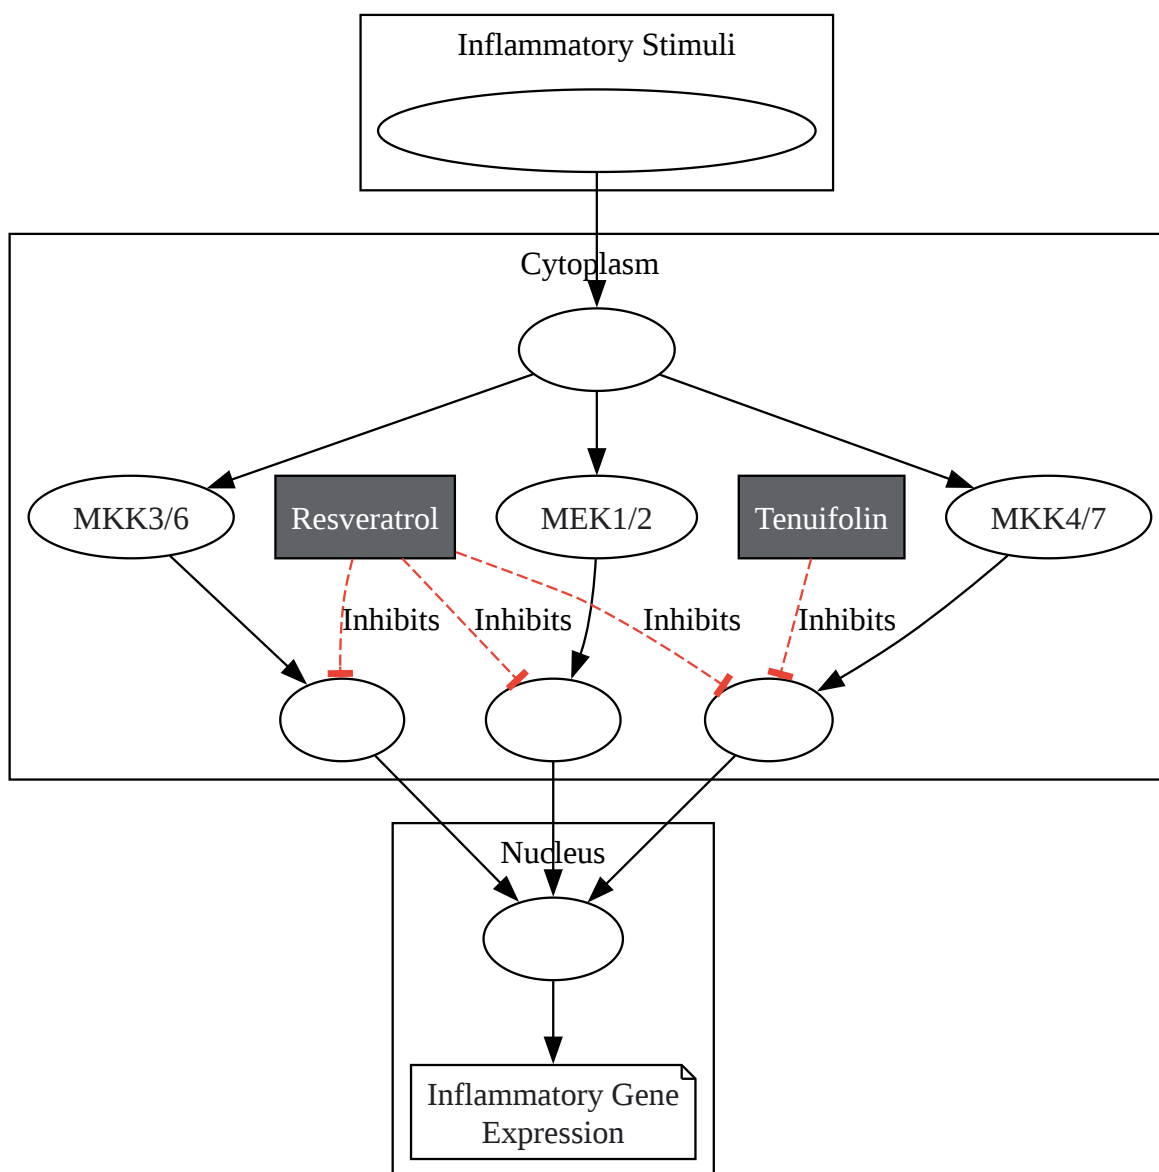 Inflammatory Stimuli
Cytoplasm
MKK3/6
Resveratrol
MEK1/2
Tenuifolin
MKK4/7
Inhibits
Inhibits
Inhibits
Inhibits
Nucleus
Inflammatory Gene
Expression